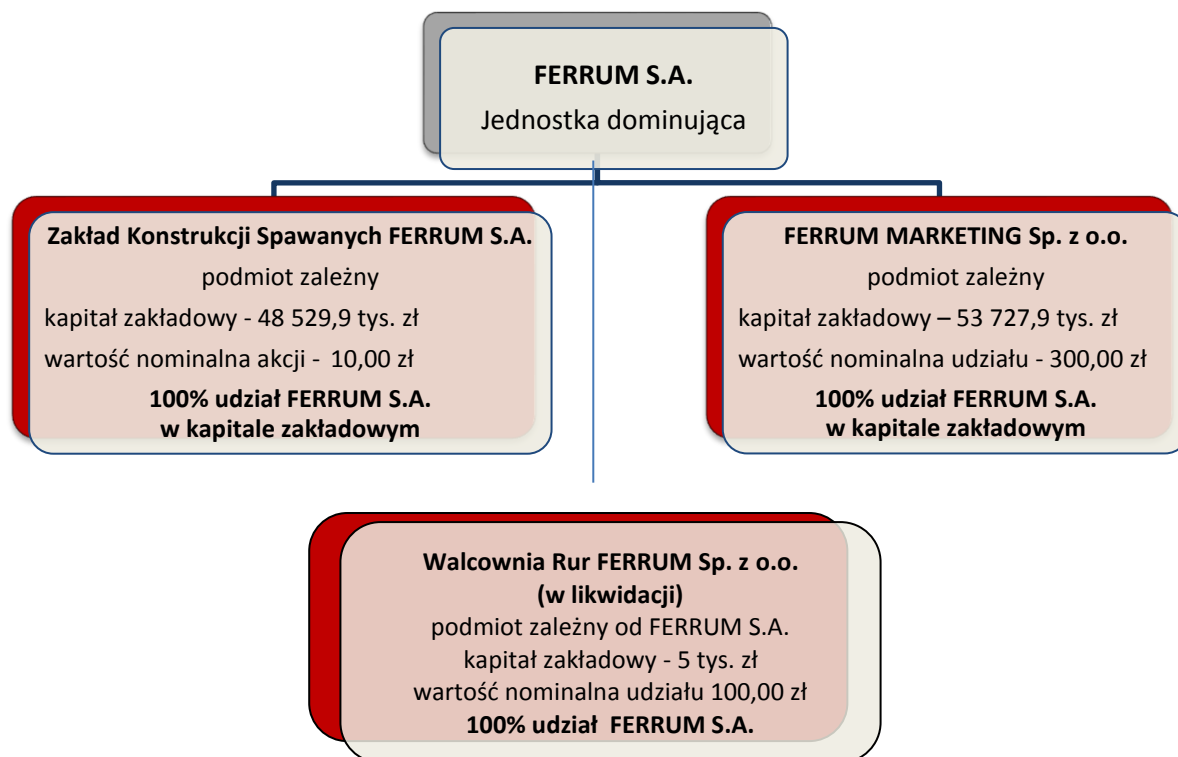 FERRUM S.A.
Jednostka dominująca
Zakład Konstrukcji Spawanych FERRUM S.A.
podmiot zależny
kapitał zakładowy - 48 529,9 tys. zł
wartość nominalna akcji - 10,00 zł
100% udział FERRUM S.A.
w kapitale zakładowym
FERRUM MARKETING Sp. z o.o.
podmiot zależny
kapitał zakładowy – 53 727,9 tys. zł
wartość nominalna udziału - 300,00 zł
100% udział FERRUM S.A.
w kapitale zakładowym
Walcownia Rur FERRUM Sp. z o.o.
(w likwidacji)
podmiot zależny od FERRUM S.A.
kapitał zakładowy - 5 tys. zł
wartość nominalna udziału 100,00 zł
100% udział FERRUM S.A.